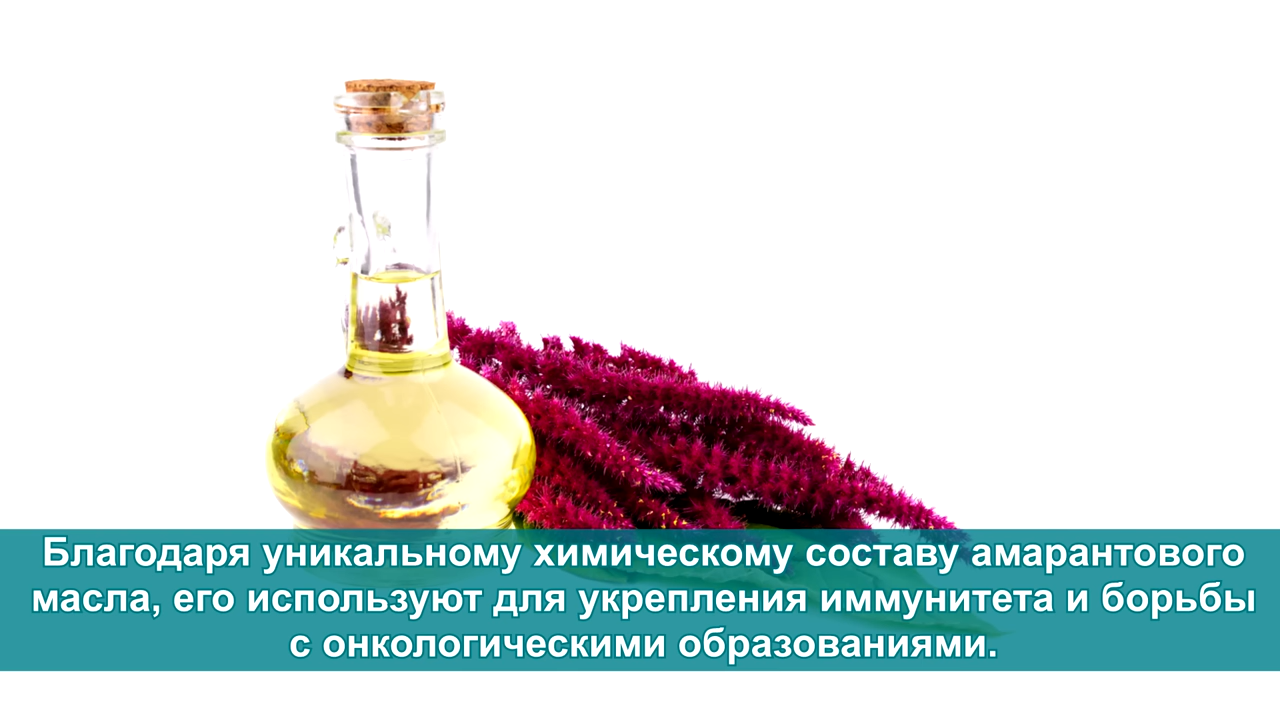 Благодаря уникальному химическому составу амарантового
масла, его используют для укрепления иммунитета и борьбы
с онкологическими образованиями.